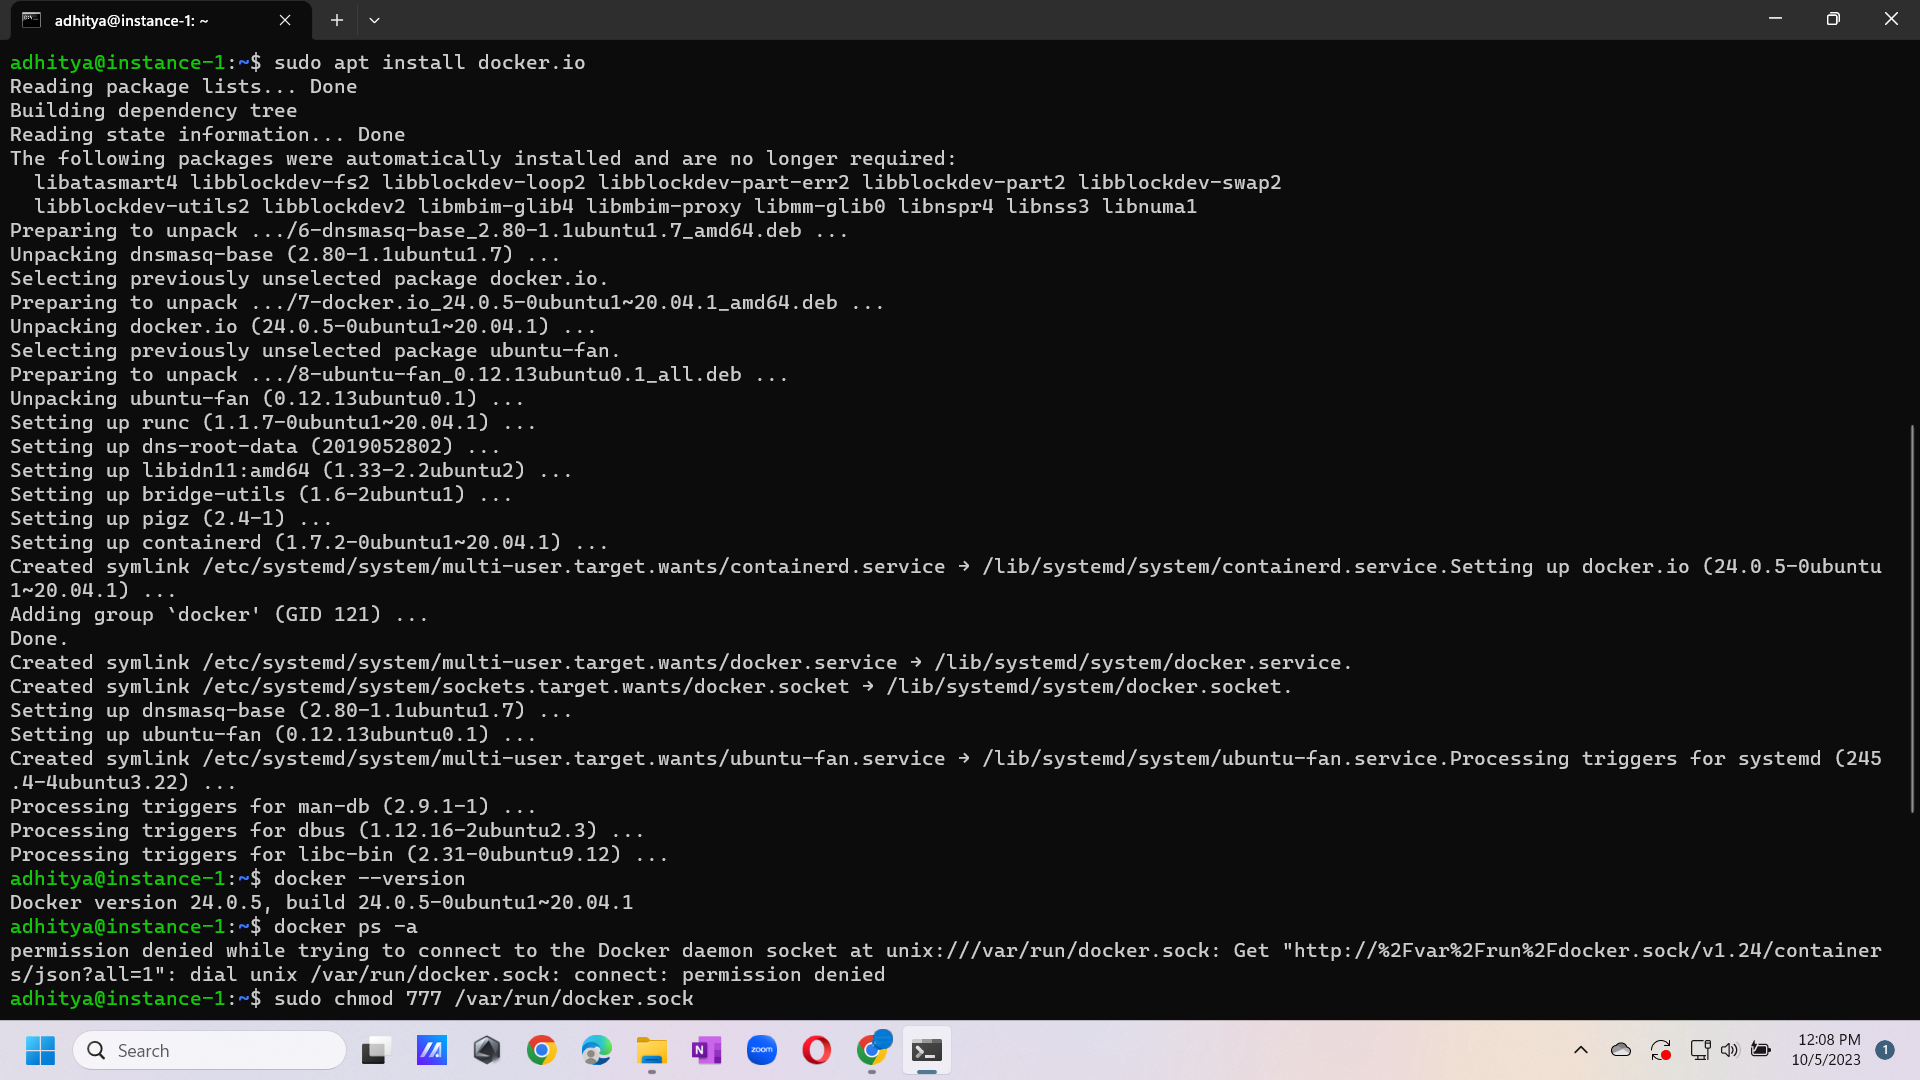 adhitya@instance-1: ~
adhitya@instance-1:~$ sudo apt install docker.io
Reading package lists... Done
Building dependency tree
Reading state information... Done
The following packages were automatically installed and are no longer required:
  libatasmart4 libblockdev-fs2 libblockdev-loop2 libblockdev-part-err2 libblockdev-part2 libblockdev-swap2
  libblockdev-utils2 libblockdev2 libmbim-glib4 libmbim-proxy libmm-glib0 libnspr4 libnss3 libnuma1
Preparing to unpack .../6-dnsmasq-base_2.80-1.1ubuntu1.7_amd64.deb ...
Unpacking dnsmasq-base (2.80-1.1ubuntu1.7) ...
Selecting previously unselected package docker.io.
Preparing to unpack .../7-docker.io_24.0.5-0ubuntu1~20.04.1_amd64.deb ...
Unpacking docker.io (24.0.5-0ubuntu1~20.04.1) ...
Selecting previously unselected package ubuntu-fan.
Preparing to unpack .../8-ubuntu-fan_0.12.13ubuntu0.1_all.deb ...
Unpacking ubuntu-fan (0.12.13ubuntu0.1) ...
Setting up runc (1.1.7-0ubuntu1~20.04.1) ...
Setting up dns-root-data (2019052802) ...
Setting up libidn11:amd64 (1.33-2.2ubuntu2) ...
Setting up bridge-utils (1.6-2ubuntu1) ...
Setting up pigz (2.4-1) ...
Setting up containerd (1.7.2-0ubuntu1~20.04.1) ...
Created symlink /etc/systemd/system/multi-user.target.wants/containerd.service → /lib/systemd/system/containerd.service.Setting up docker.io (24.0.5-0ubuntu
1~20.04.1) ...
Adding group `docker' (GID 121) ...
Done.
Created symlink /etc/systemd/system/multi-user.target.wants/docker.service → /lib/systemd/system/docker.service.
Created symlink /etc/systemd/system/sockets.target.wants/docker.socket → /lib/systemd/system/docker.socket.
Setting up dnsmasq-base (2.80-1.1ubuntu1.7) ...
Setting up ubuntu-fan (0.12.13ubuntu0.1) ...
Created symlink /etc/systemd/system/multi-user.target.wants/ubuntu-fan.service → /lib/systemd/system/ubuntu-fan.service.Processing triggers for systemd (245
.4-4ubuntu3.22) ...
Processing triggers for man-db (2.9.1-1) ...
Processing triggers for dbus (1.12.16-2ubuntu2.3) ...
Processing triggers for libc-bin (2.31-0ubuntu9.12) ...
adhitya@instance-1:~$ docker --version
Docker version 24.0.5, build 24.0.5-0ubuntu1~20.04.1
adhitya@instance-1:~$ docker ps -a
permission denied while trying to connect to the Docker daemon socket at unix:///var/run/docker.sock: Get "http://%2Fvar%2Frun%2Fdocker.sock/v1.24/container
s/json?all=1": dial unix /var/run/docker.sock: connect: permission denied
adhitya@instance-1:~$ sudo chmod 777 /var/run/docker.sock
Search
N
zoom
12:08 PM
10/5/2023
1